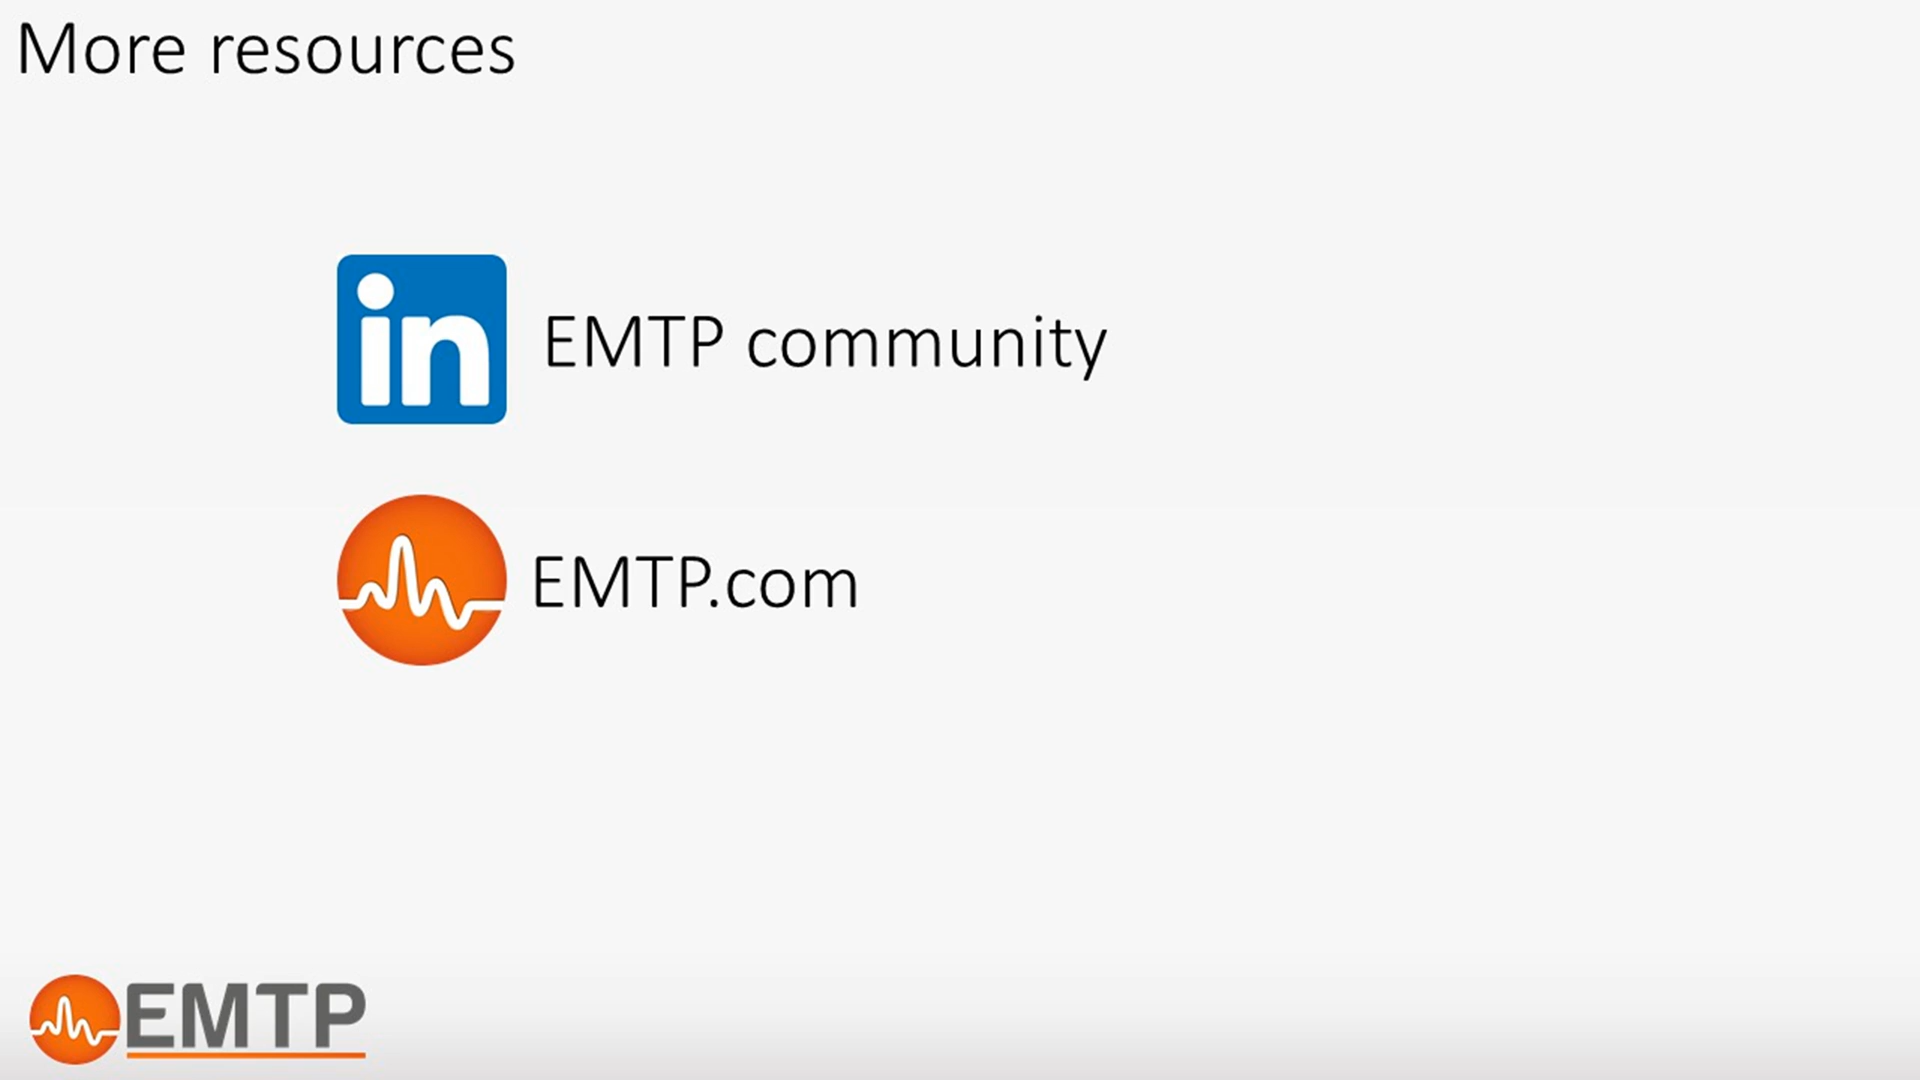 More resources
in
EMTP community
EMTP.com
EMTP